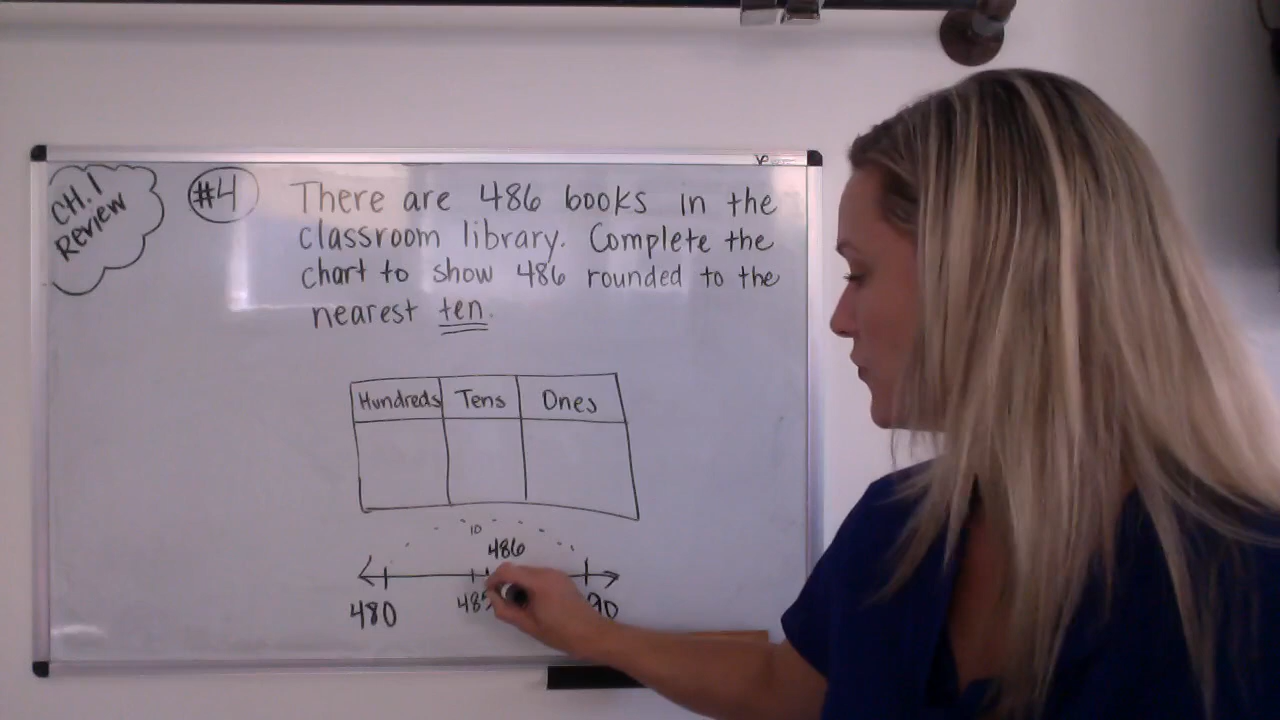 CH. 1
Review
#4
There are 486 books in the
classroom library. Complete the
chart to show 486 rounded to the
nearest ten.
Hundreds Tens Ones
10
486
480